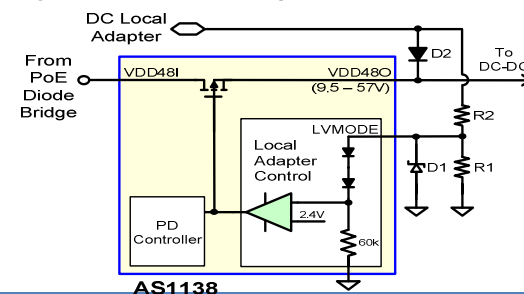 DC Local
Adapter
From
PoE
Diode
Bridge
VDD48I
VDD48O
(9.5 – 57V)
D2
To
DC-DC
R2
LVMODE
Local
Adapter
Control
D1
R1
2.4V
60k
PD
Controller
AS1138